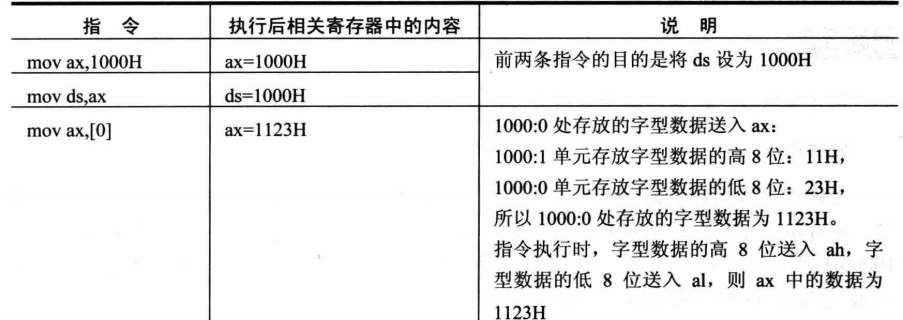 指 令 执行后相关寄存器中的内容 说 明
mov ax,1000H ax=1000H 前两条指令的目的是将 ds 设为 1000H
mov ds,ax ds=1000H
mov ax,[0] ax=1123H 1000:0 处存放的字型数据送入 ax：
1000:1 单元存放字型数据的高 8 位：11H，
1000:0 单元存放字型数据的低 8 位：23H，
所以 1000:0 处存放的字型数据为 1123H。
指令执行时，字型数据的高 8 位送入 ah，字
型数据的低 8 位送入 al，则 ax 中的数据为
1123H